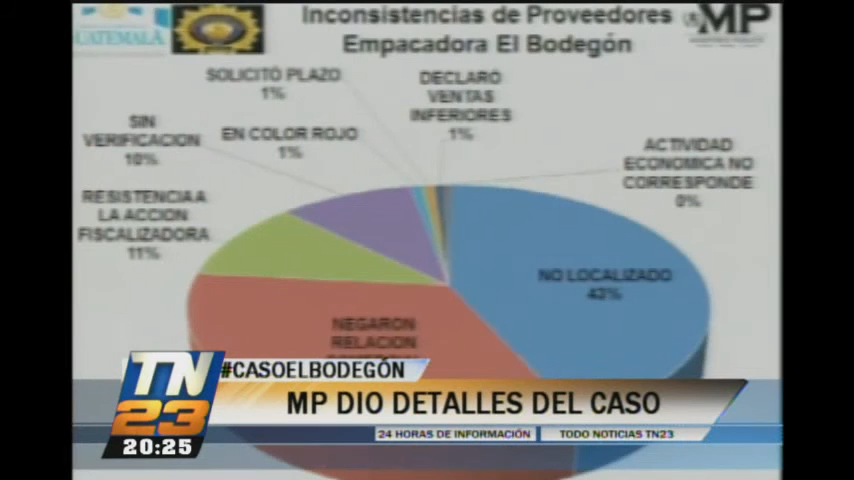 Inconsistencias de Proveedores
Empacadora El Bodegón
MP
GUATEMALA
SOLICITÓ PLAZO
1%
DECLARÓ
VENTAS
INFERIORES
1%
SIN
VERIFICACION
10%
EN COLOR ROJO
1%
ACTIVIDAD
ECONOMICA NO
CORRESPONDE
0%
RESISTENCIA A
LA ACCION
FISCALIZADORA
11%
NO LOCALIZADO
43%
NEGARON
RELACION
#CASOELBODEGÓN
TN
23
MP DIO DETALLES DEL CASO
20:25
24 HORAS DE INFORMACIÓN
TODO NOTICIAS TN23